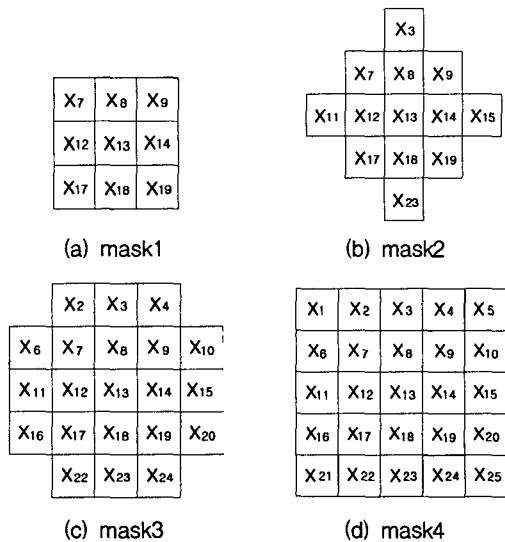 X7 X8 X9
X12 X13 X14
X17 X18 X19
(a) mask1
X3
X7 X8 X9
X11 X12 X13 X14 X15
X17 X18 X19
X23
(b) mask2
X2 X3 X4
X6 X7 X8 X9 X10
X11 X12 X13 X14 X15
X16 X17 X18 X19 X20
X22 X23 X24
(c) mask3
X1 X2 X3 X4 X5
X6 X7 X8 X9 X10
X11 X12 X13 X14 X15
X16 X17 X18 X19 X20
X21 X22 X23 X24 X25
(d) mask4